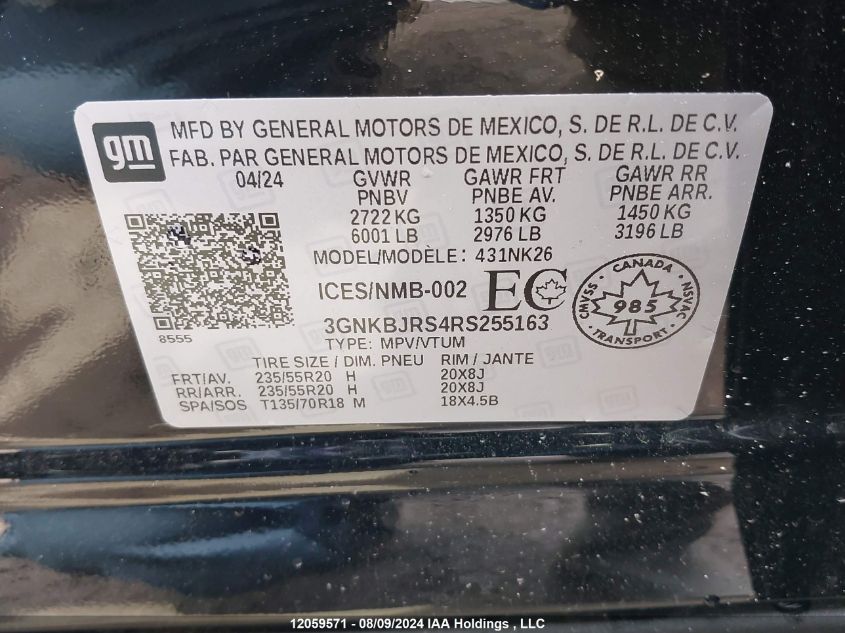 gm
MFD BY GENERAL MOTORS DE MEXICO, S. DE R.L. DE C.V.
FAB. PAR GENERAL MOTORS DE MEXICO, S. DE R.L. DE C.V.
04/24 GVWR GAWR FRT GAWR RR
PNBV PNBE AV. PNBE ARR.
2722 KG 1350 KG 1450 KG
6001 LB 2976 LB 3196 LB
MODEL/MODÈLE: 431NK26
ICES/NMB-002 EC
CANADA
CMVSS 985 NSVAC
3GNKBJRS4RS255163
8555
TYPE: MPV/VTUM
TIRE SIZE / DIM. PNEU RIM / JANTE
FRT/AV. 235/55R20 H 20X8J
RR/ARR. 235/55R20 H 20X8J
SPA/SOS T135/70R18 M 18X4.5B
12059571 - 08/09/2024 IAA Holdings , LLC